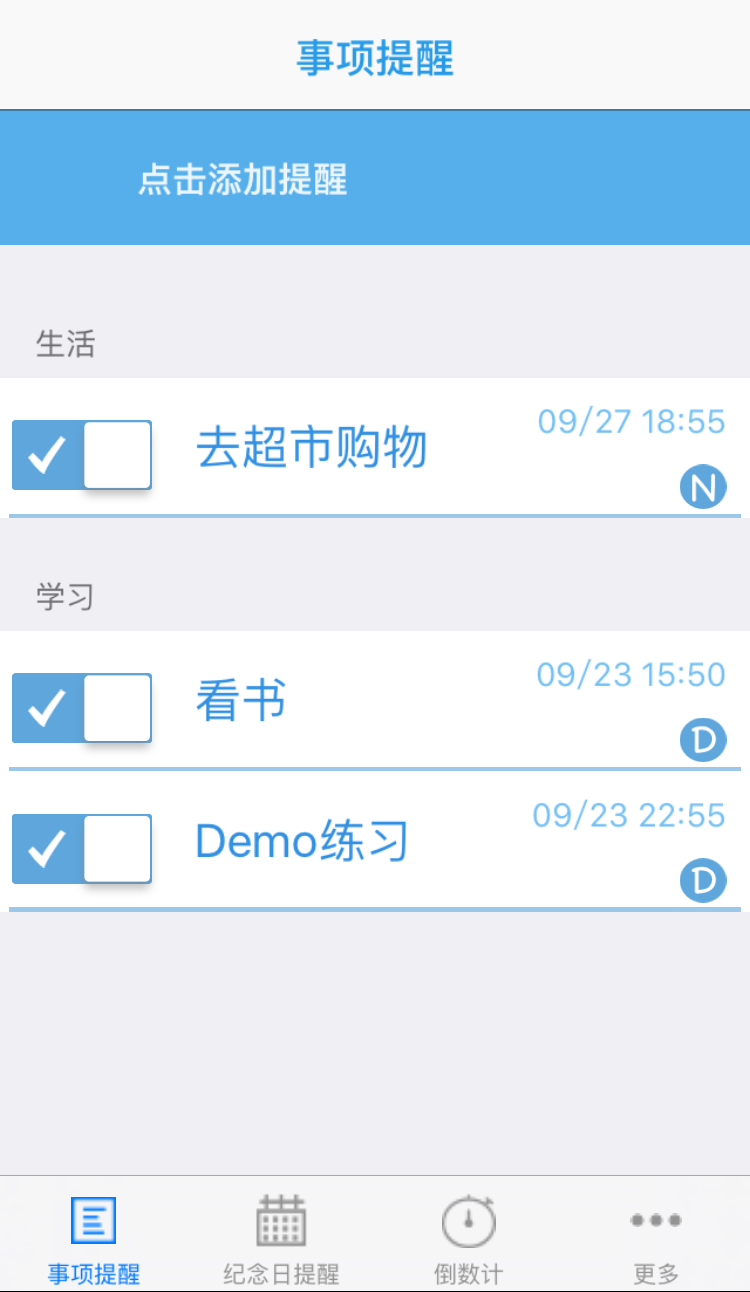 事项提醒
点击添加提醒
生活
去超市购物
09/27 18:55
N
学习
看书
09/23 15:50
D
Demo练习
09/23 22:55
D
事项提醒
纪念日提醒
倒数计
更多